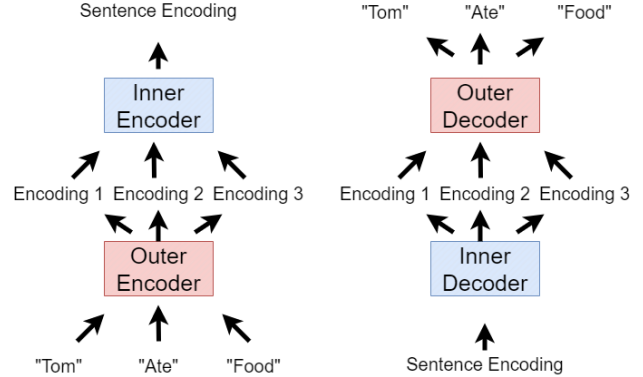 Sentence Encoding
Inner
Encoder
Encoding 1 Encoding 2 Encoding 3
Outer
Encoder
"Tom" "Ate" "Food"
"Tom" "Ate" "Food"
Outer
Decoder
Encoding 1 Encoding 2 Encoding 3
Inner
Decoder
Sentence Encoding